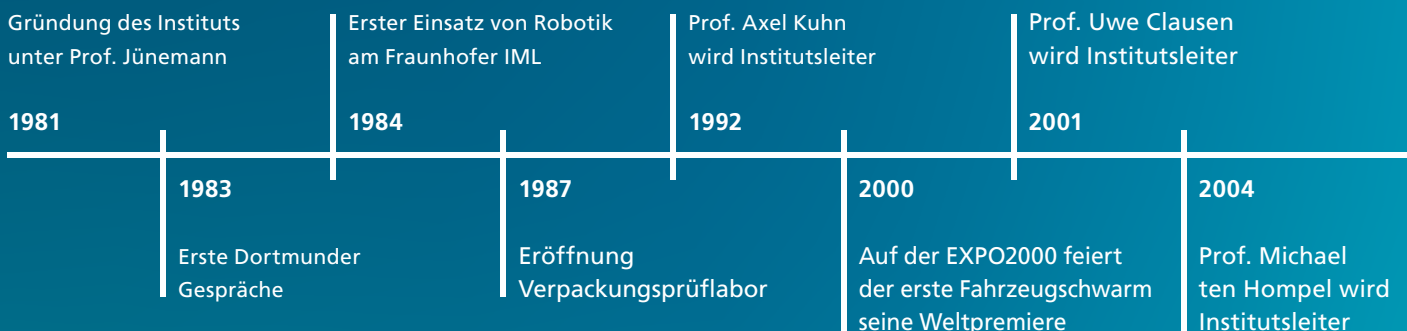 Gründung des Instituts
unter Prof. Jünemann
1981
1983
Erste Dortmunder
Gespräche
Erster Einsatz von Robotik
am Fraunhofer IML
1984
1987
Eröffnung
Verpackungsprüflabor
Prof. Axel Kuhn
wird Institutsleiter
1992
2000
Auf der EXPO2000 feiert
der erste Fahrzeugschwarm
seine Weltpremiere
Prof. Uwe Clausen
wird Institutsleiter
2001
2004
Prof. Michael
ten Hompel wird
Institutsleiter